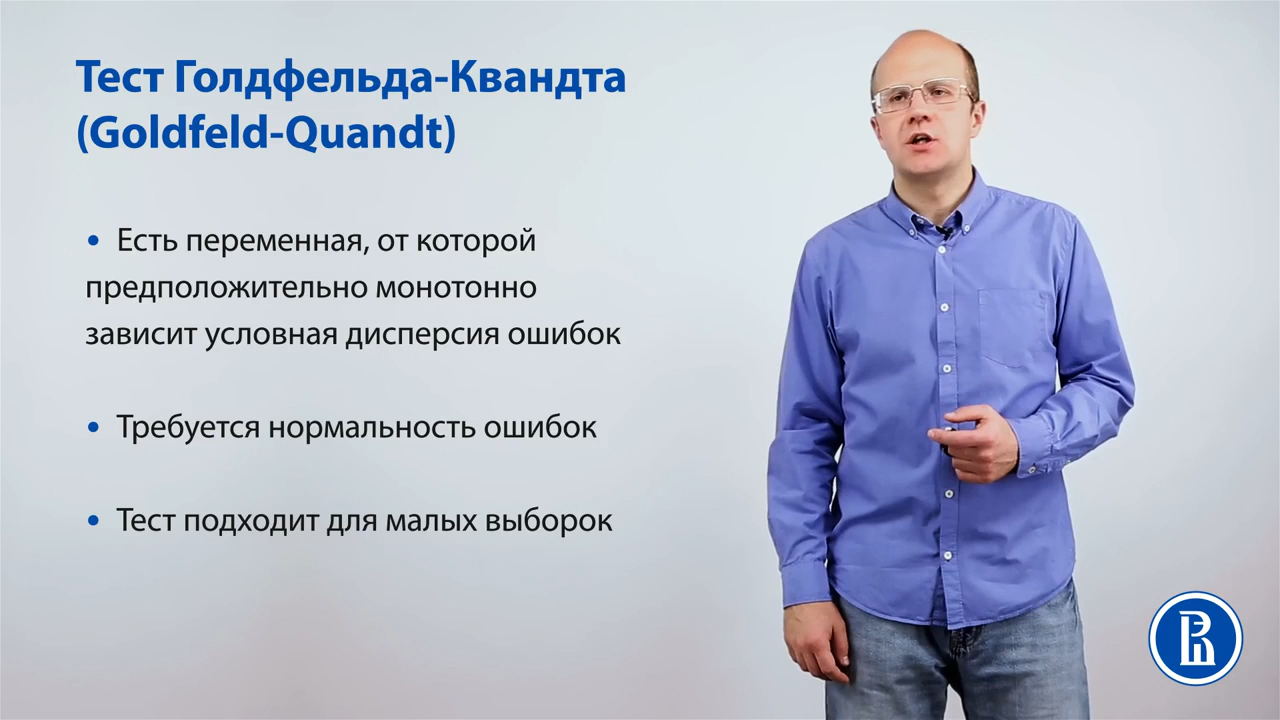 Тест Голдфельда-Квандта
(Goldfeld-Quandt)
• Есть переменная, от которой
предположительно монотонно
зависит условная дисперсия ошибок
• Требуется нормальность ошибок
• Тест подходит для малых выборок